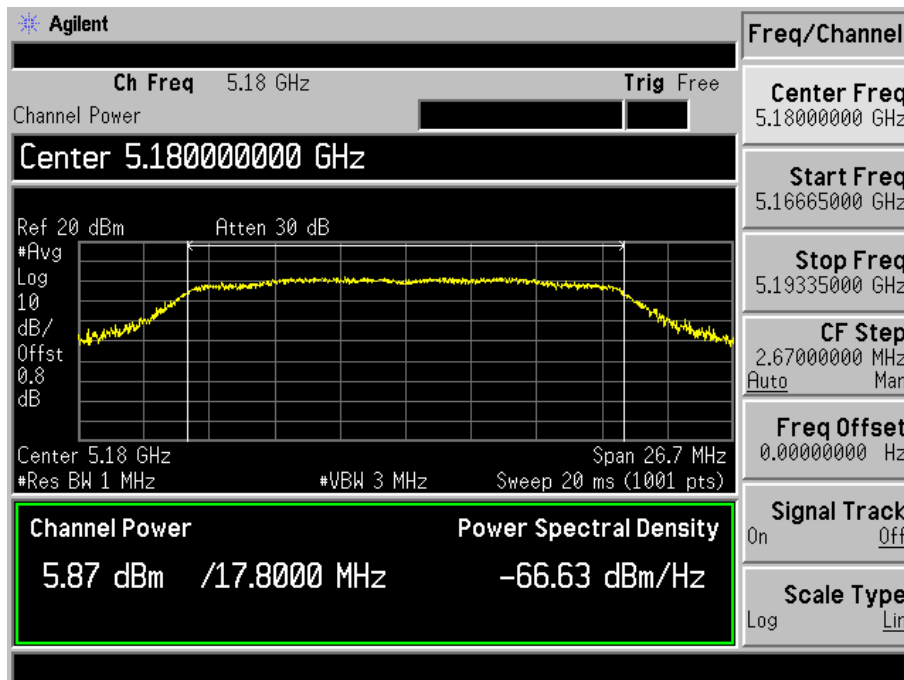 Agilent
Freq/Channel
Ch Freq 5.18 GHz Trig Free
Channel Power
Center 5.180000000 GHz
Ref 20 dBm Atten 30 dB
#Avg
Log
10
dB/
Offst
0.8
dB
Center 5.18 GHz Span 26.7 MHz
#Res BW 1 MHz #VBW 3 MHz Sweep 20 ms (1001 pts)
Channel Power Power Spectral Density
5.87 dBm /17.8000 MHz -66.63 dBm/Hz
Center Freq
5.18000000 GHz
Start Freq
5.16665000 GHz
Stop Freq
5.19335000 GHz
CF Step
2.67000000 MHz
Auto Man
Freq Offset
0.00000000 Hz
Signal Track
On Off
Scale Type
Log Lin